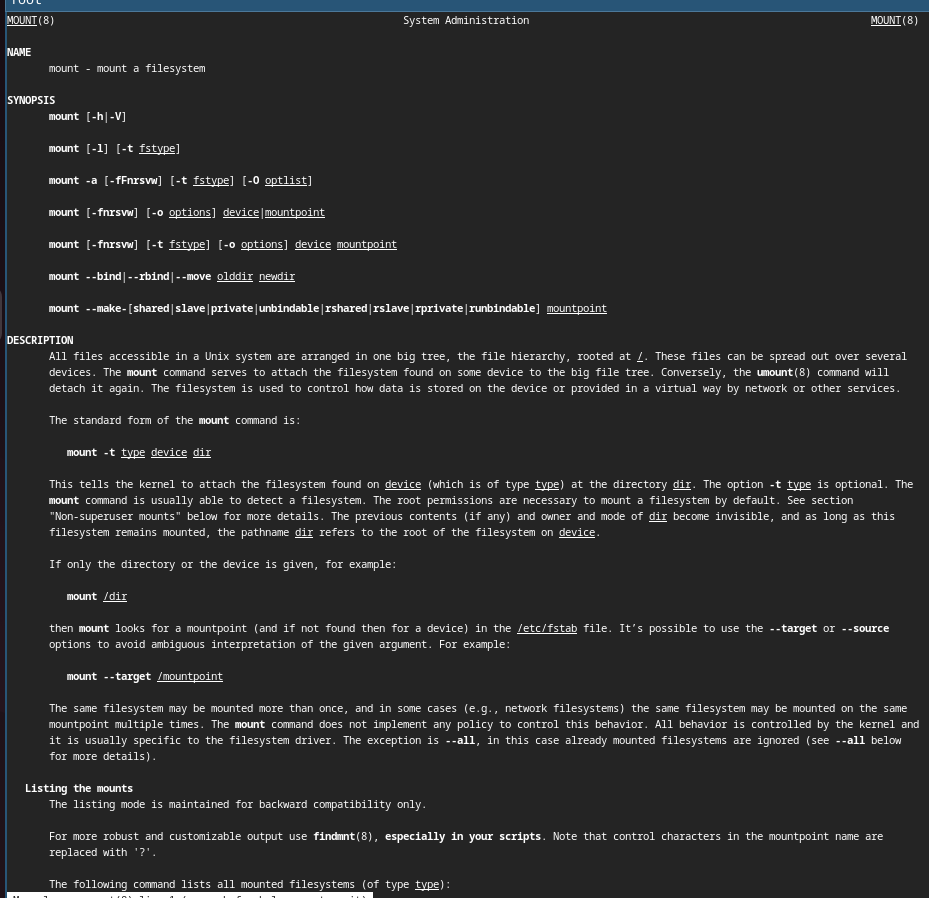 root
MOUNT(8) System Administration MOUNT(8)
NAME
mount - mount a filesystem
SYNOPSIS
mount [-h|-V]
mount [-l] [-t fstype]
mount -a [-fFnrsvw] [-t fstype] [-O optlist]
mount [-fnrsvw] [-o options] device|mountpoint
mount [-fnrsvw] [-t fstype] [-o options] device mountpoint
mount --bind|--rbind|--move olddir newdir
mount --make-[shared|slave|private|unbindable|rshared|rslave|rprivate|runbindable] mountpoint
DESCRIPTION
All files accessible in a Unix system are arranged in one big tree, the file hierarchy, rooted at /. These files can be spread out over several
devices. The mount command serves to attach the filesystem found on some device to the big file tree. Conversely, the umount(8) command will
detach it again. The filesystem is used to control how data is stored on the device or provided in a virtual way by network or other services.
The standard form of the mount command is:
mount -t type device dir
This tells the kernel to attach the filesystem found on device (which is of type type) at the directory dir. The option -t type is optional. The
mount command is usually able to detect a filesystem. The root permissions are necessary to mount a filesystem by default. See section
"Non-superuser mounts" below for more details. The previous contents (if any) and owner and mode of dir become invisible, and as long as this
filesystem remains mounted, the pathname dir refers to the root of the filesystem on device.
If only the directory or the device is given, for example:
mount /dir
then mount looks for a mountpoint (and if not found then for a device) in the /etc/fstab file. It’s possible to use the --target or --source
options to avoid ambiguous interpretation of the given argument. For example:
mount --target /mountpoint
The same filesystem may be mounted more than once, and in some cases (e.g., network filesystems) the same filesystem may be mounted on the same
mountpoint multiple times. The mount command does not implement any policy to control this behavior. All behavior is controlled by the kernel and
it is usually specific to the filesystem driver. The exception is --all, in this case already mounted filesystems are ignored (see --all below
for more details).
Listing the mounts
The listing mode is maintained for backward compatibility only.
For more robust and customizable output use findmnt(8), especially in your scripts. Note that control characters in the mountpoint name are
replaced with '?'.
The following command lists all mounted filesystems (of type type):